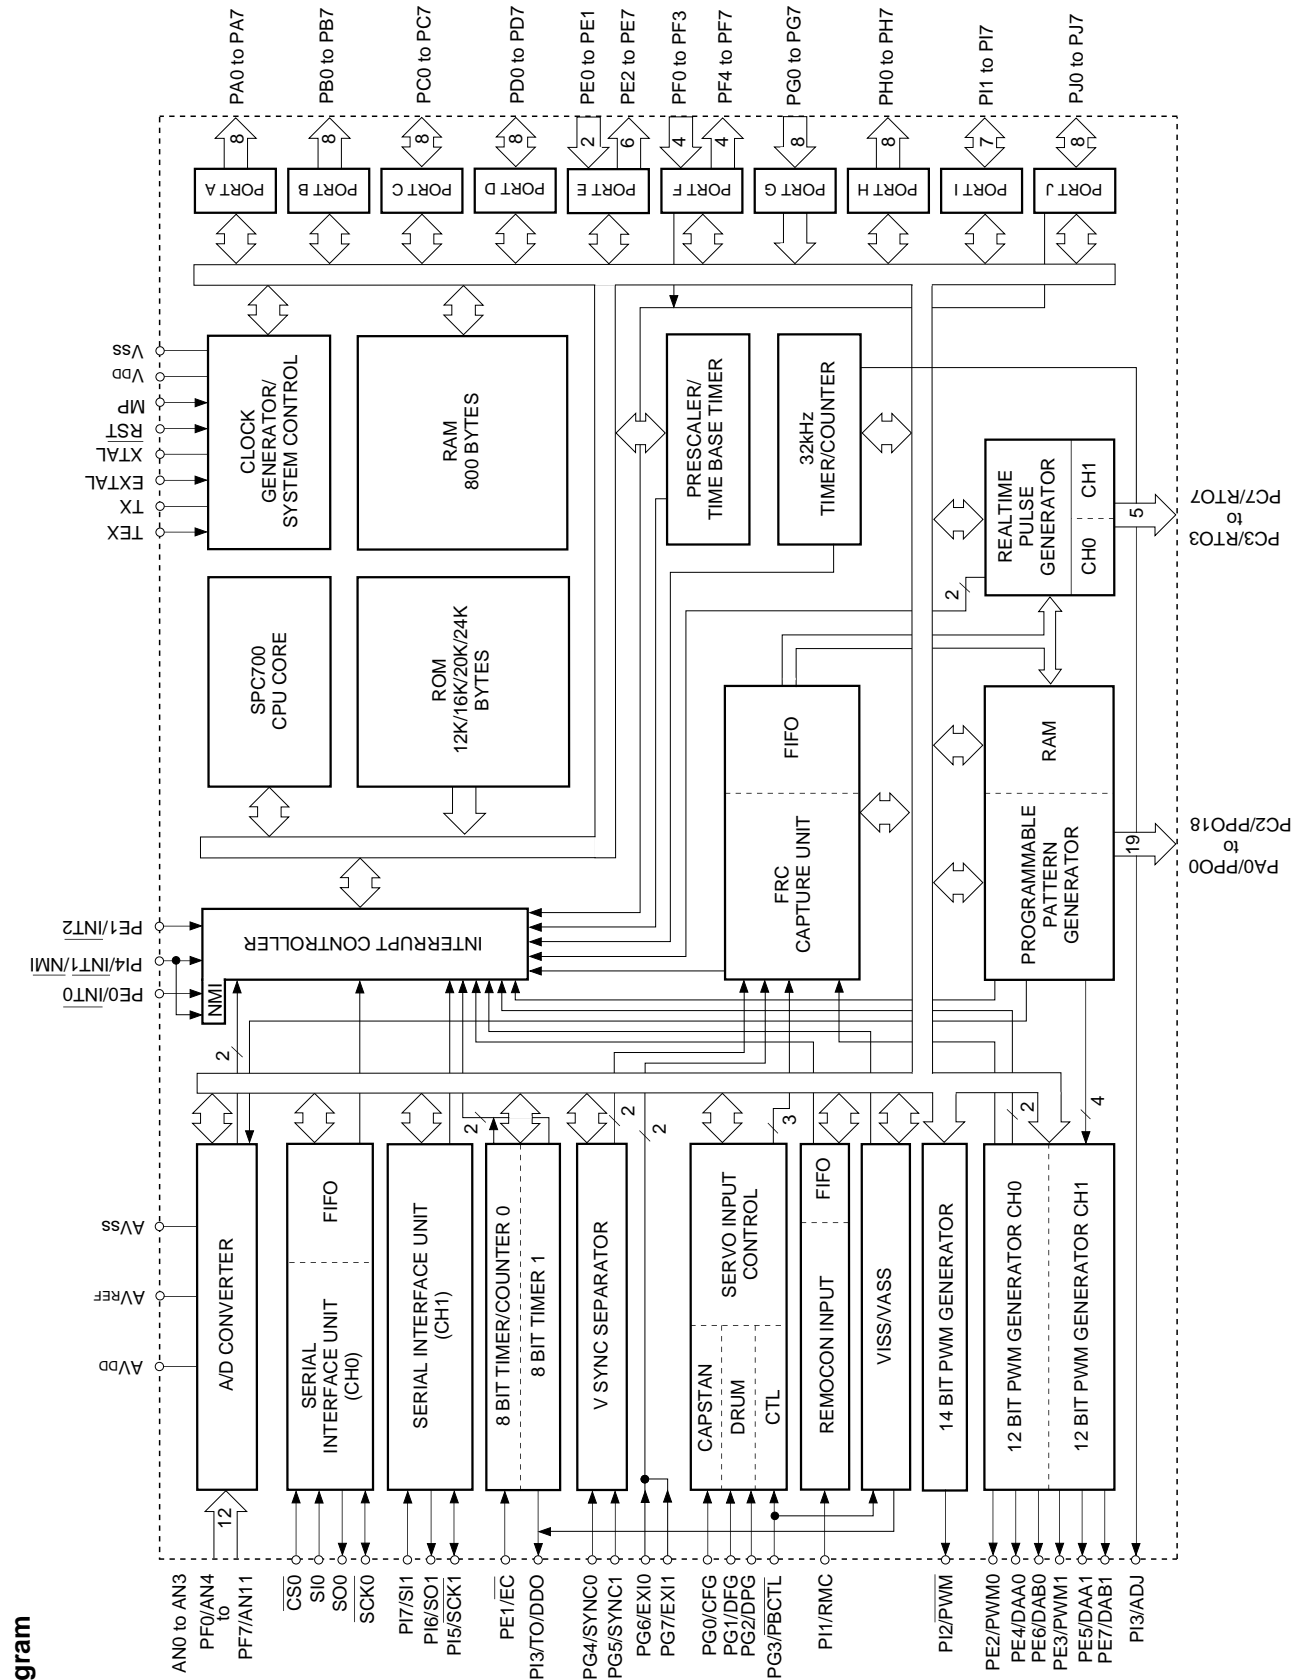 gram
PA0 to PA7
PB0 to PB7
PC0 to PC7
PD0 to PD7
PE0 to PE1
PE2 to PE7
PF0 to PF3
PF4 to PF7
PG0 to PG7
PH0 to PH7
PI1 to PI7
PJ0 to PJ7
8
8
8
8
2
6
4
4
8
8
7
8
PORT A
PORT B
PORT C
PORT D
PORT E
PORT F
PORT G
PORT H
PORT I
PORT J
VSS
VDD
MP
RST
XTAL
EXTAL
TX
TEX
CLOCK
GENERATOR/
SYSTEM CONTROL
RAM
800 BYTES
PRESCALER/
TIME BASE TIMER
32kHz
TIMER/COUNTER
REALTIME
PULSE
GENERATOR
CH0
CH1
5
PC3/RTO3
to
PC7/RTO7
2
SPC700
CPU CORE
ROM
12K/16K/20K/24K
BYTES
FIFO
FRC
CAPTURE UNIT
RAM
PROGRAMMABLE
PATTERN
GENERATOR
19
PA0/PPO0
to
PC2/PPO18
PE1/INT2
PI4/INT1/NMI
PE0/INT0
INTERRUPT CONTROLLER
NMI
2
2
2
2
3
2
4
AVSS
AVREF
AVDD
A/D CONVERTER
SERIAL
INTERFACE UNIT
(CH0)
FIFO
SERIAL INTERFACE UNIT
(CH1)
8 BIT TIMER/COUNTER 0
8 BIT TIMER 1
V SYNC SEPARATOR
SERVO INPUT
CONTROL
CAPSTAN
DRUM
CTL
REMOCON INPUT
FIFO
VISS/VASS
14 BIT PWM GENERATOR
12 BIT PWM GENERATOR CH0
12 BIT PWM GENERATOR CH1
12
AN0 to AN3
PF0/AN4
to
PF7/AN11
CS0
SI0
SO0
SCK0
PI7/SI1
PI6/SO1
PI5/SCK1
PE1/EC
PI3/TO/DDO
PG4/SYNC0
PG5/SYNC1
PG6/EXI0
PG7/EXI1
PG0/CFG
PG1/DFG
PG2/DPG
PG3/PBCTL
PI1/RMC
PI2/PWM
PE2/PWM0
PE4/DAA0
PE6/DAB0
PE3/PWM1
PE5/DAA1
PE7/DAB1
PI3/ADJ